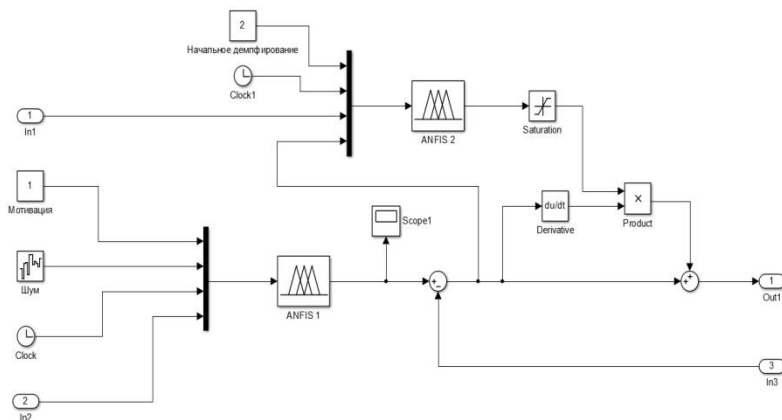 2
Начальное демпфирование
Clock1
1
In1
ANFIS 2
Saturation
1
Мотивация
Шум
Clock
2
In2
ANFIS 1
Scope1
du/dt
Derivative
×
Product
+
−
+
+
1
Out1
3
In3